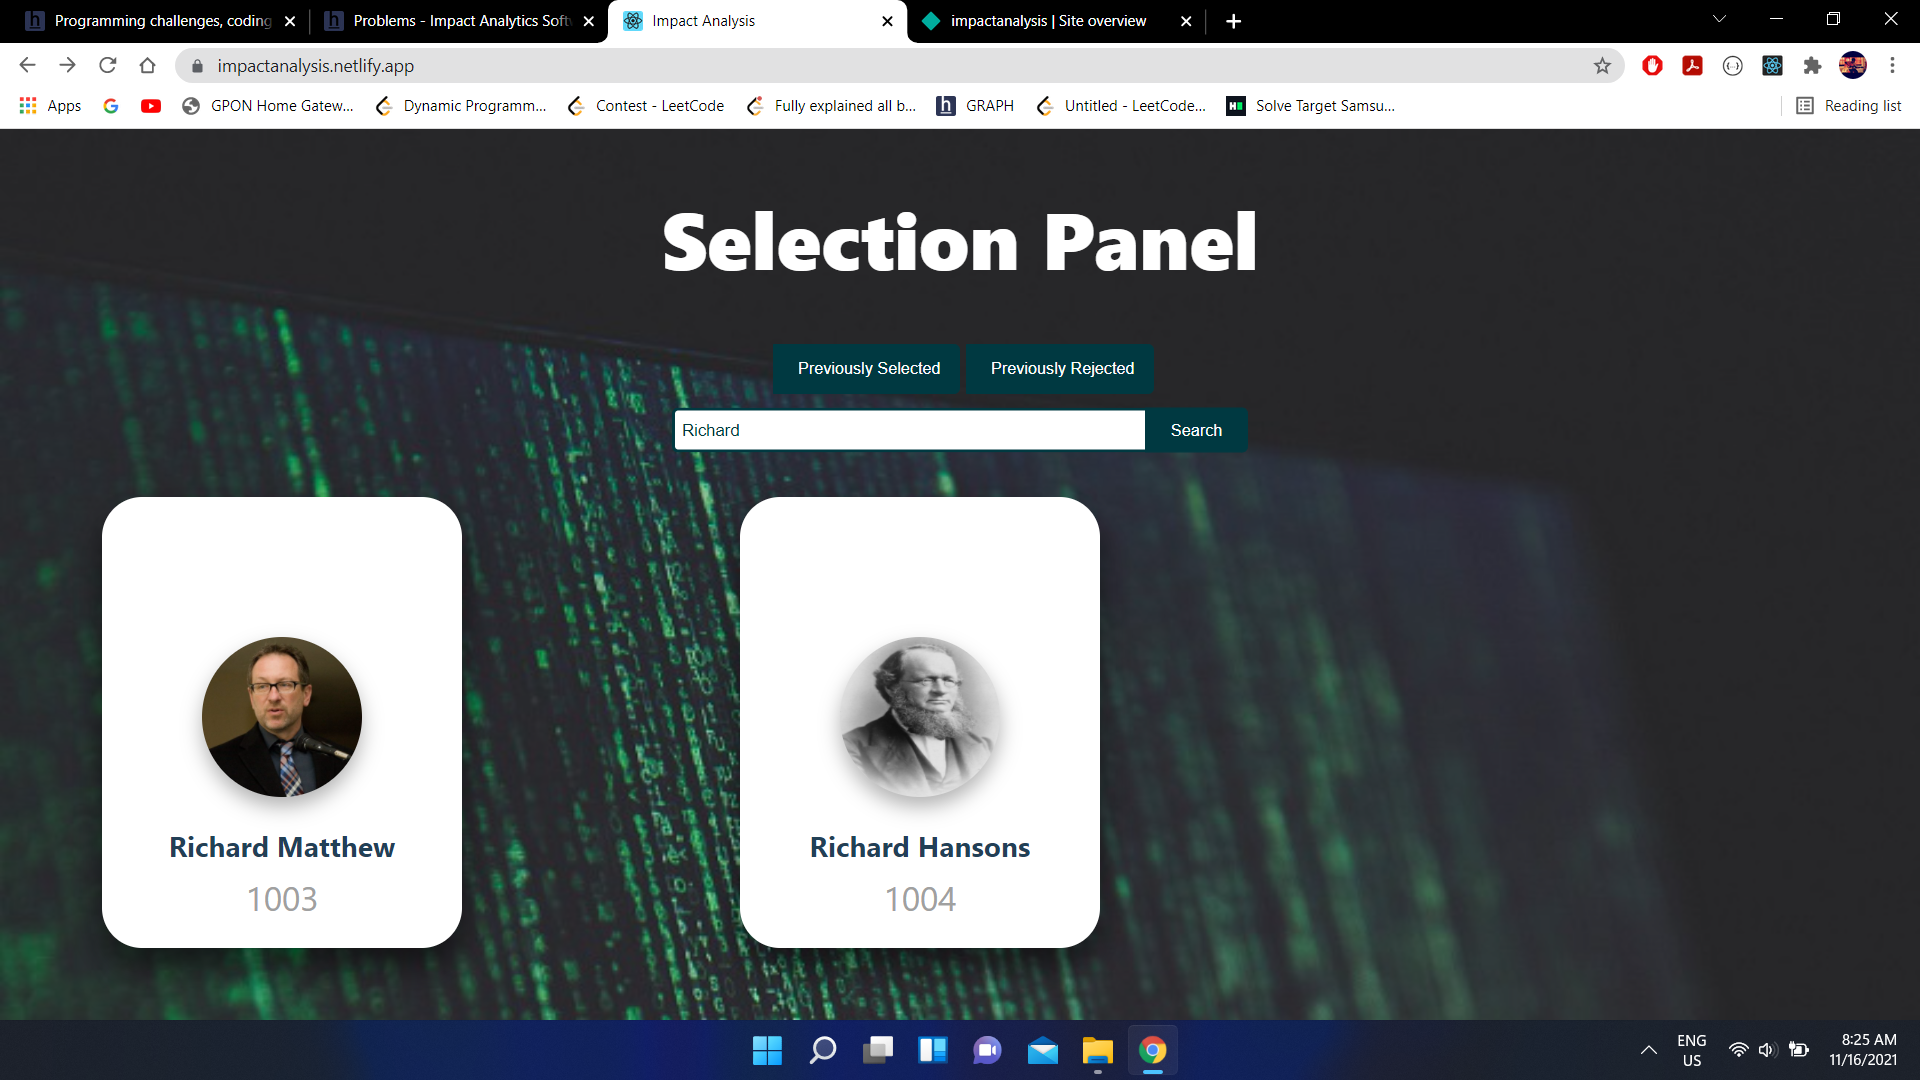 Programming challenges, coding
Problems - Impact Analytics Soft
Impact Analysis
impactanalysis | Site overview
impactanalysis.netlify.app
Apps
GPON Home Gatew...
Dynamic Programm...
Contest - LeetCode
Fully explained all b...
GRAPH
Untitled - LeetCode...
Solve Target Samsu...
Reading list
Selection Panel
Previously Selected
Previously Rejected
Richard
Search
Richard Matthew
1003
Richard Hansons
1004
ENG
US
8:25 AM
11/16/2021